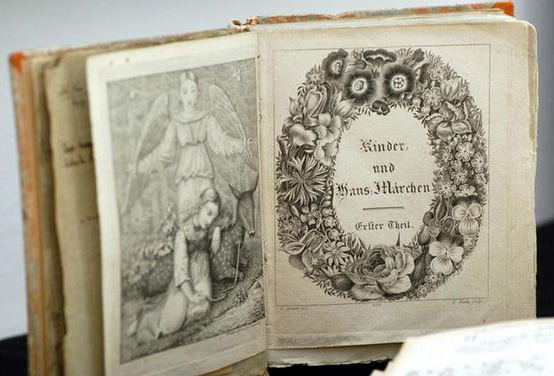 Kinder-
und
Haus-Märchen
Erster Theil.